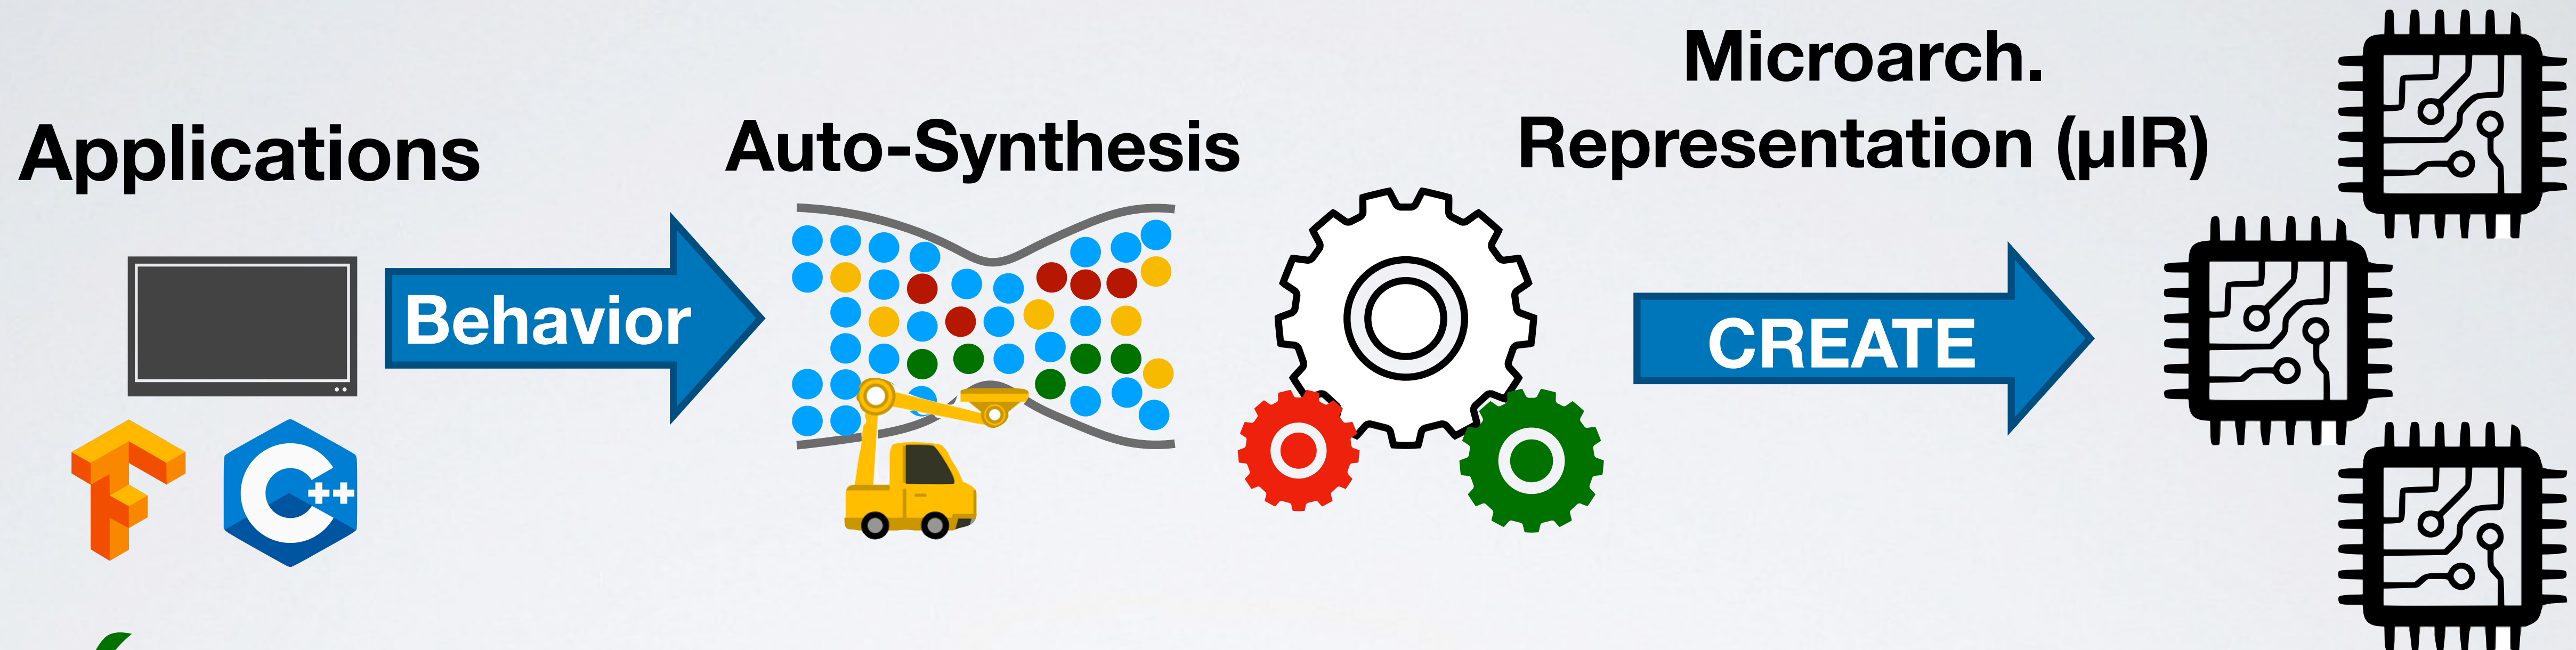 Applications
Behavior
Auto-Synthesis
Microarch.
Representation (µIR)
CREATE
C++